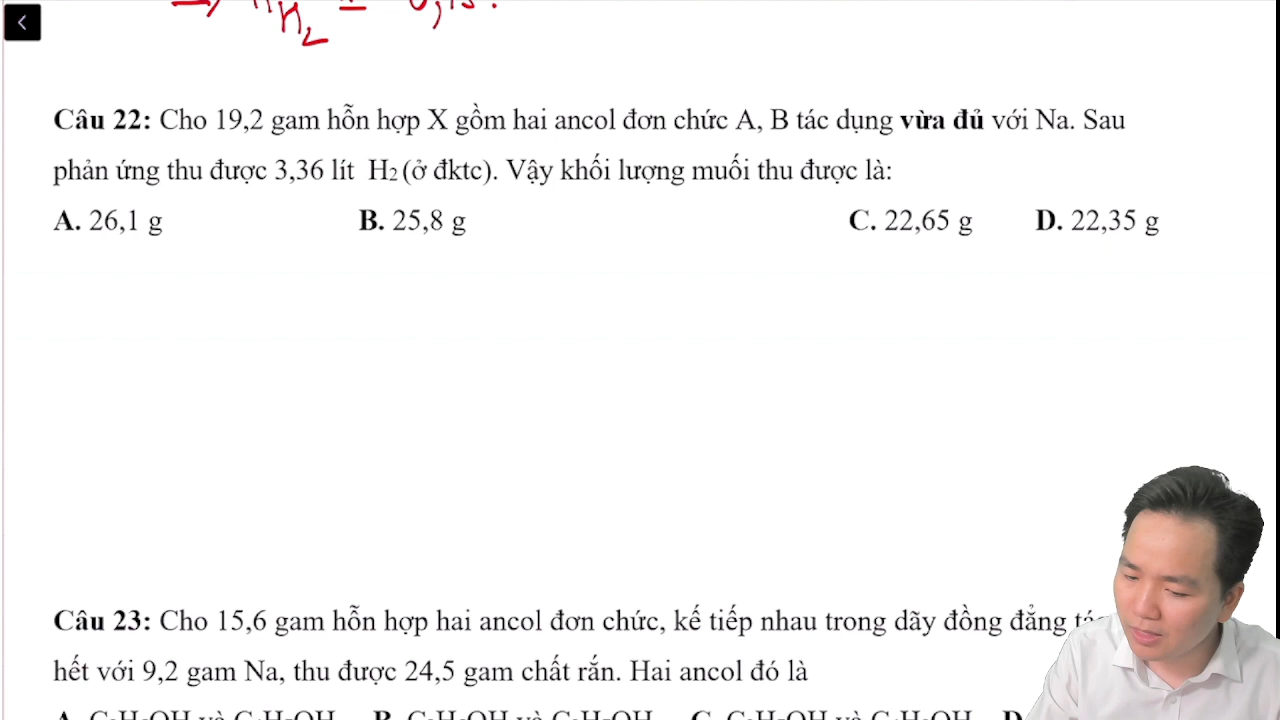 H₂ = 0,15.
Câu 22: Cho 19,2 gam hỗn hợp X gồm hai ancol đơn chức A, B tác dụng vừa đủ với Na. Sau
phản ứng thu được 3,36 lít H₂ (ở đktc). Vậy khối lượng muối thu được là:
A. 26,1 g B. 25,8 g C. 22,65 g D. 22,35 g
Câu 23: Cho 15,6 gam hỗn hợp hai ancol đơn chức, kế tiếp nhau trong dãy đồng đẳng
hết với 9,2 gam Na, thu được 24,5 gam chất rắn. Hai ancol đó là